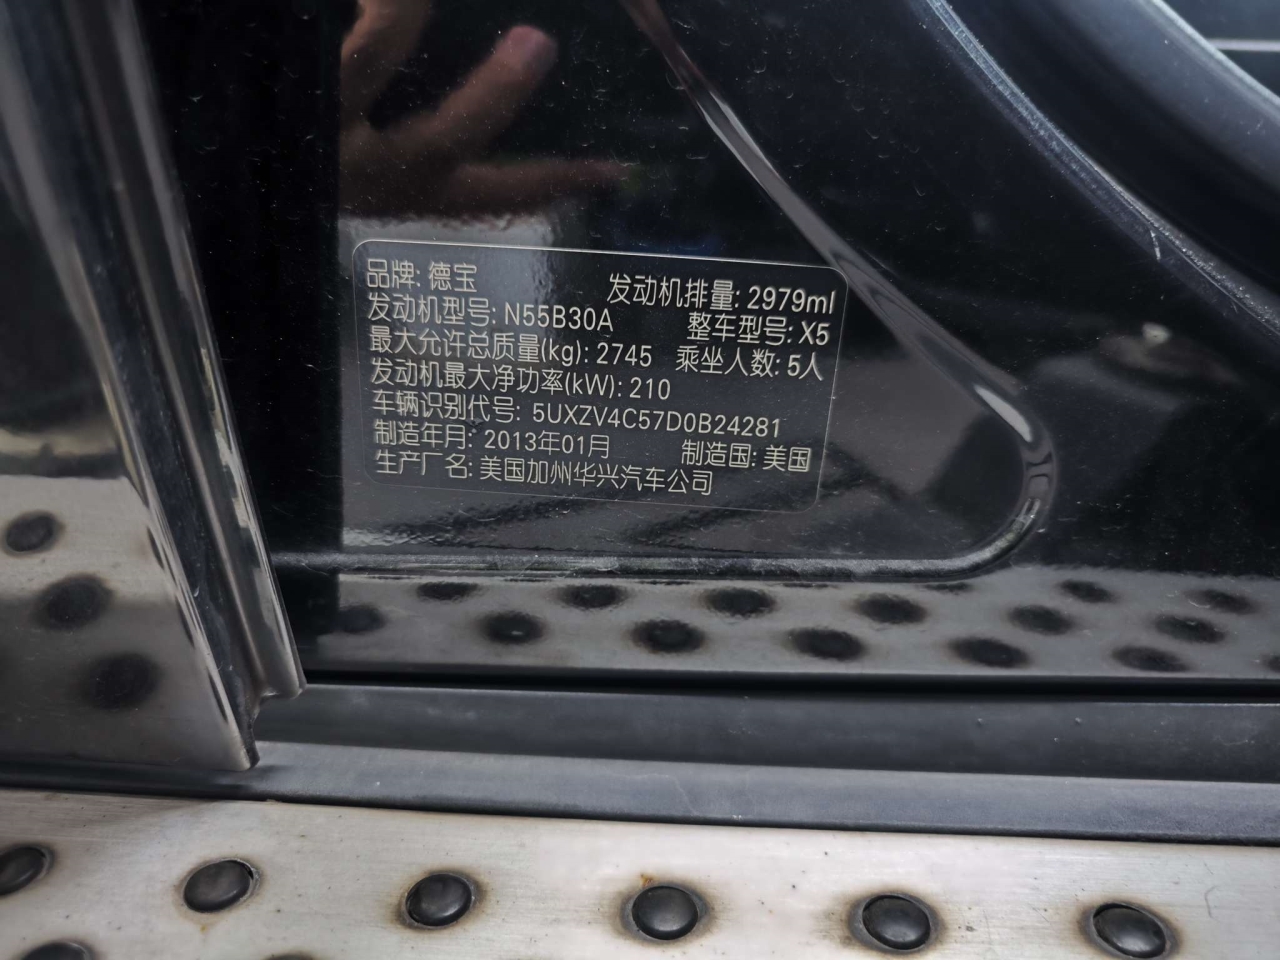 品牌: 德宝 发动机排量: 2979ml
发动机型号: N55B30A 整车型号: X5
最大允许总质量(kg): 2745 乘坐人数: 5人
发动机最大净功率(kW): 210
车辆识别代号: 5UXZV4C57D0B24281
制造年月: 2013年01月 制造国: 美国
生产厂名: 美国加州华兴汽车公司